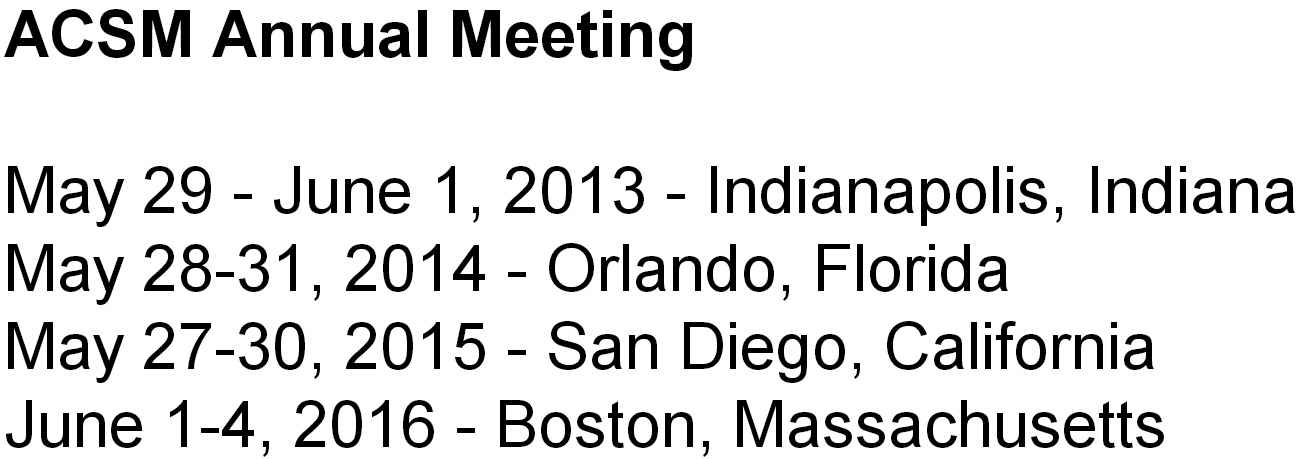 ACSM Annual Meeting
May 29 - June 1, 2013 - Indianapolis, Indiana
May 28-31, 2014 - Orlando, Florida
May 27-30, 2015 - San Diego, California
June 1-4, 2016 - Boston, Massachusetts